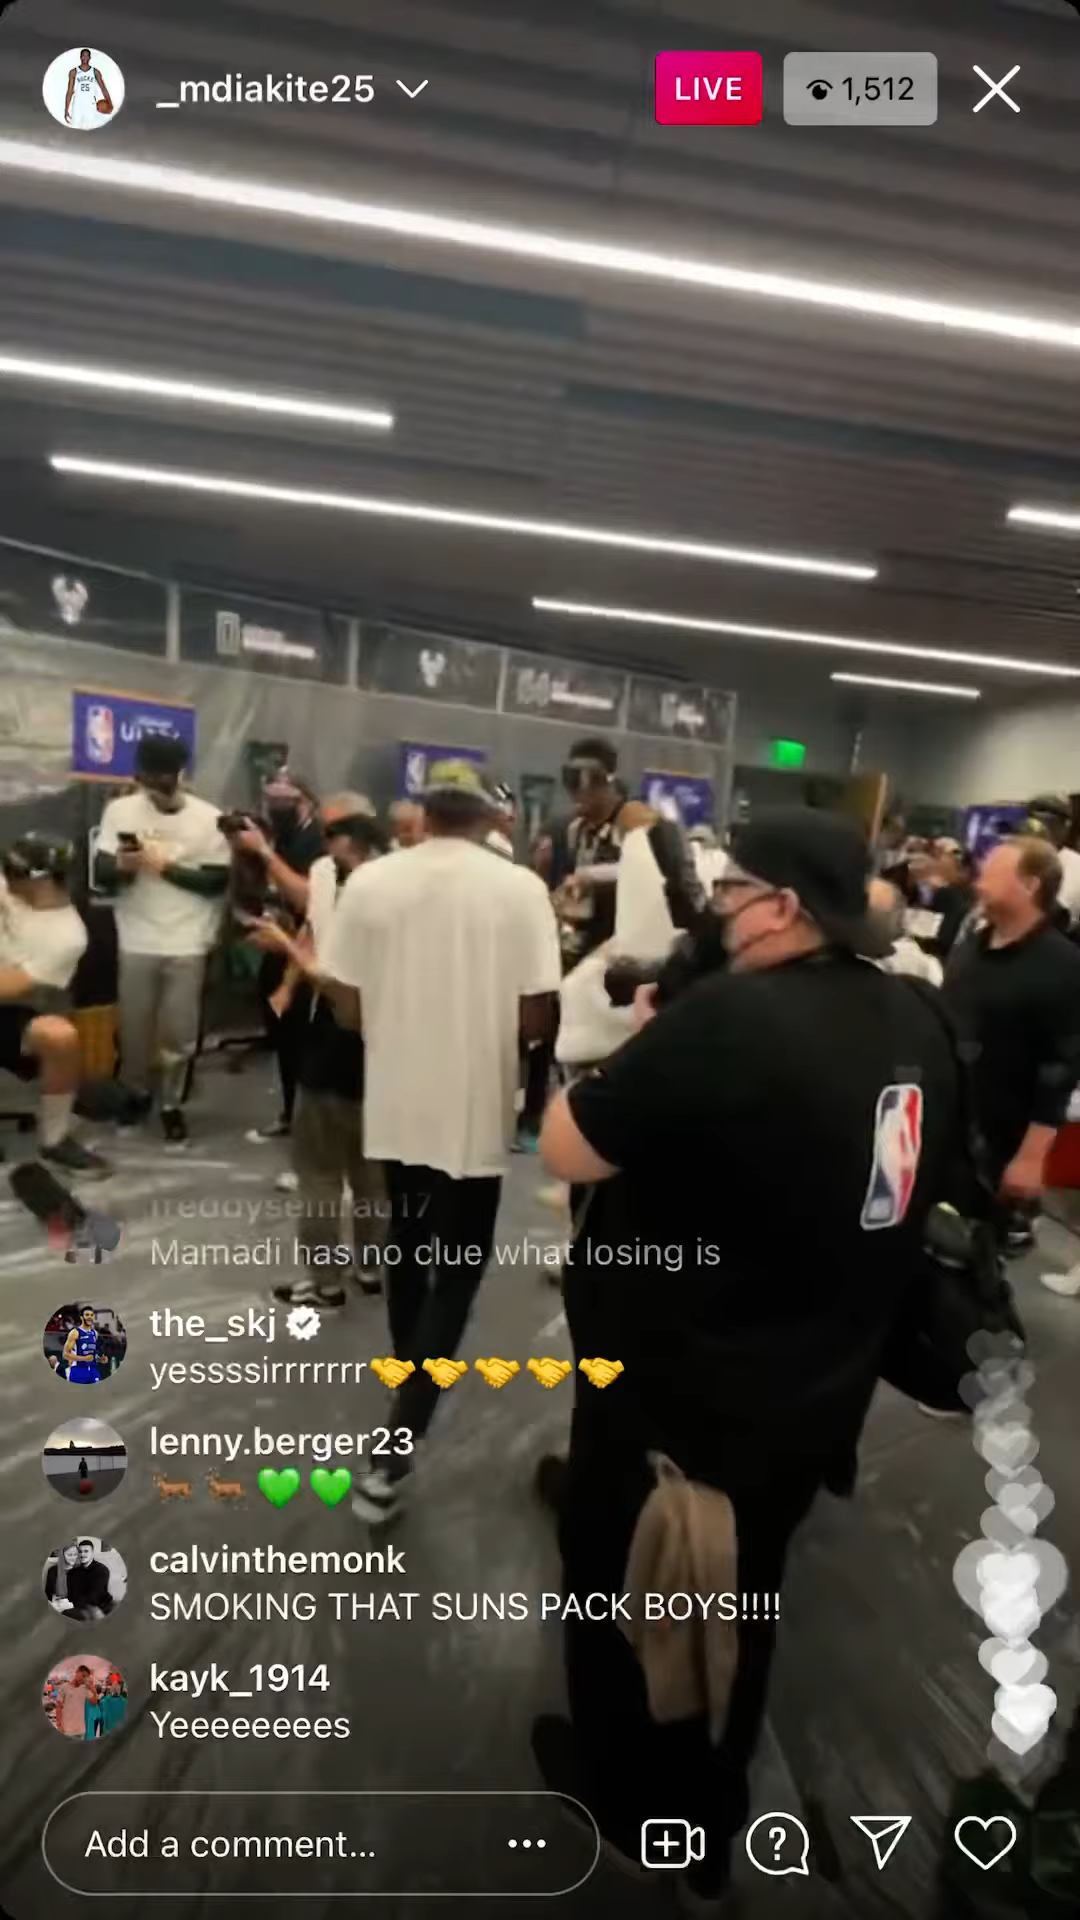 _mdiakite25
LIVE
1,512
Mamadi has no clue what losing is
the_skj
yessssirrrrrrr🤝🤝🤝🤝🤝
lenny.berger23
🦌🦌💚💚
calvinthemonk
SMOKING THAT SUNS PACK BOYS!!!!
kayk_1914
Yeeeeeeees
Add a comment...